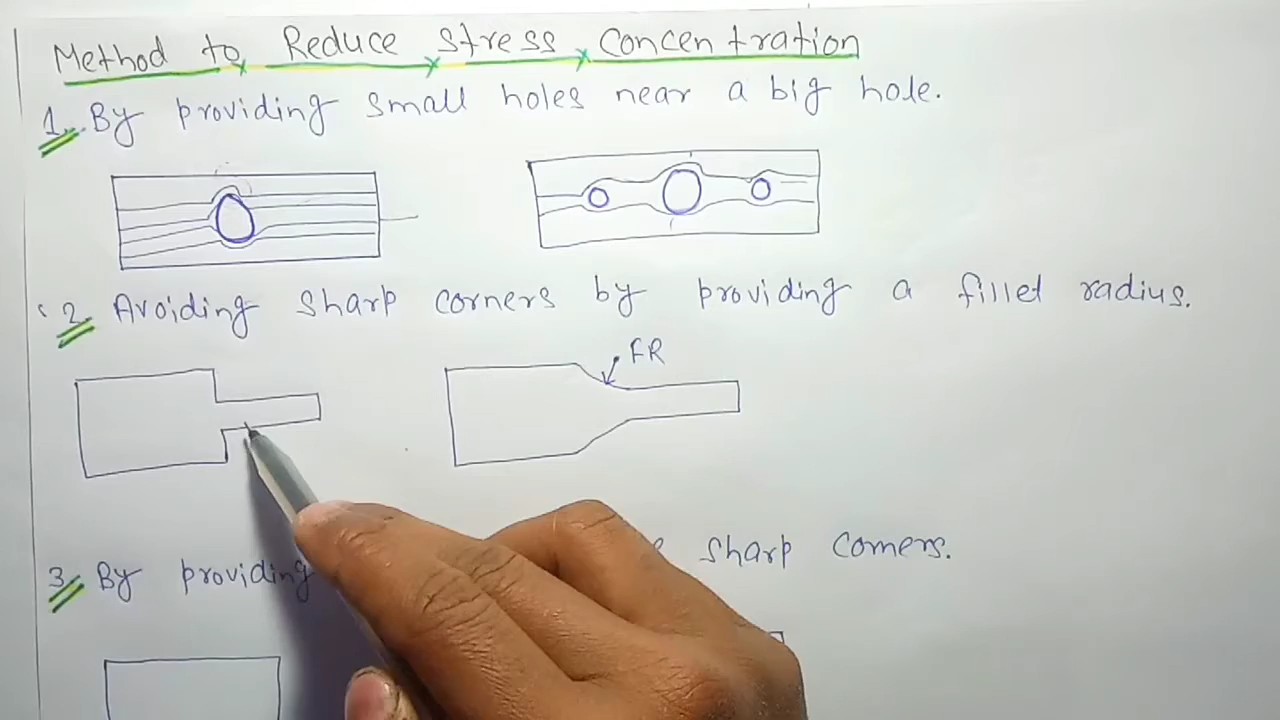 Method to Reduce Stress Concentration
1. By providing small holes near a big hole.
2. Avoiding sharp corners by providing a fillet radius.
FR
3. By providing sharp corners.